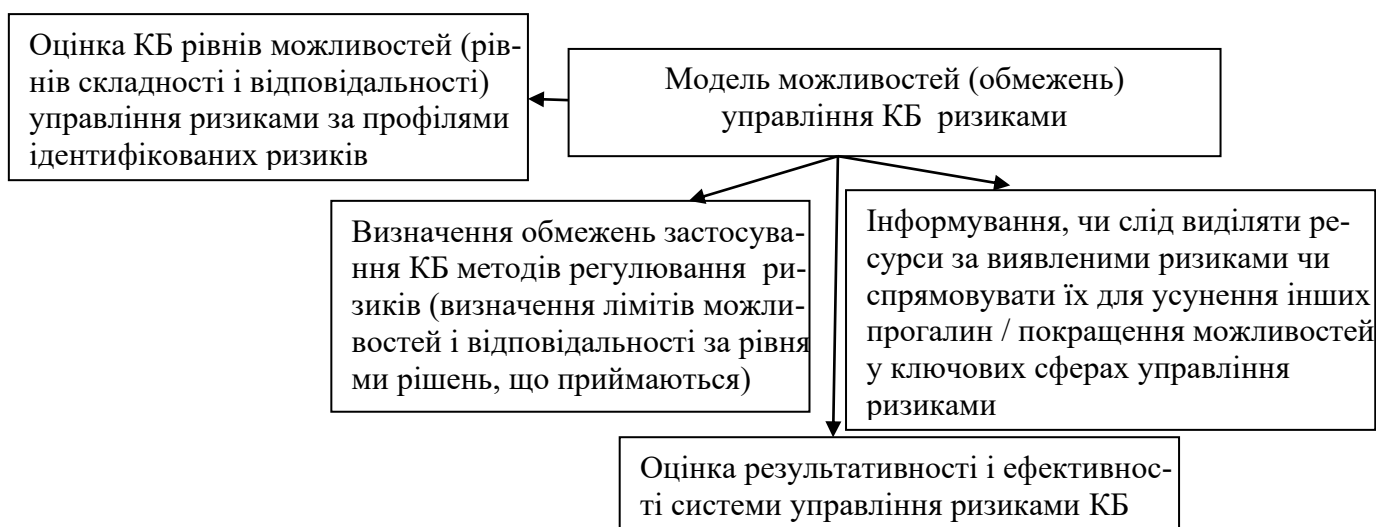 Оцінка КБ рівнів можливостей (рів-
нів складності і відповідальності)
управління ризиками за профілями
ідентифікованих ризиків
Модель можливостей (обмежень)
управління КБ ризиками
Визначення обмежень застосува-
ння КБ методів регулювання ри-
зиків (визначення лімітів можли-
востей і відповідальності за рівня
ми рішень, що приймаються)
Інформування, чи слід виділяти ре-
сурси за виявленими ризиками чи
спрямовувати їх для усунення інших
прогалин / покращення можливостей
у ключових сферах управління
ризиками
Оцінка результативності і ефективнос-
ті системи управління ризиками КБ